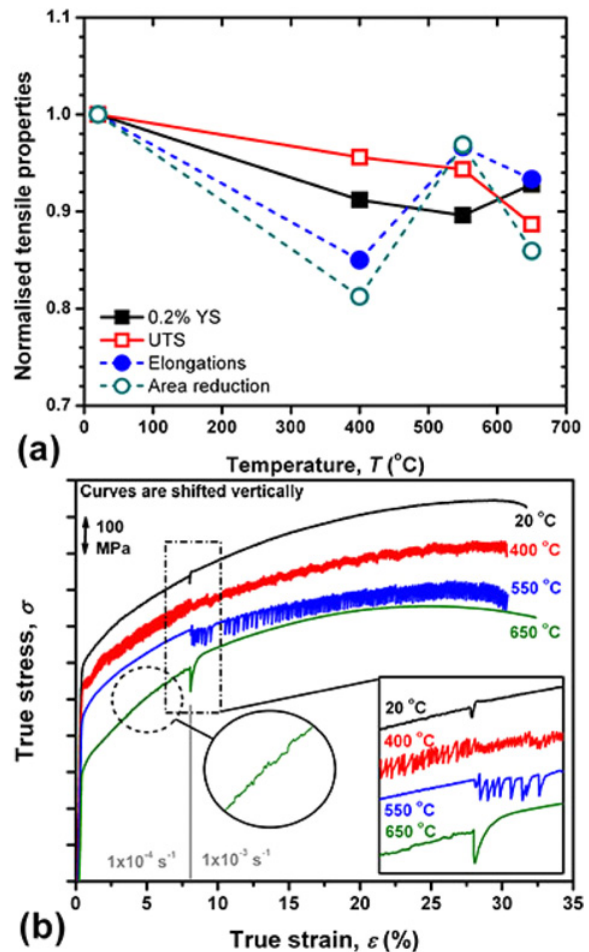 1.1
1.0
0.9
0.8
0.7
Normalised tensile properties
0.2% YS
UTS
Elongations
Area reduction
0 100 200 300 400 500 600 700
(a)
Temperature, T (°C)
Curves are shifted vertically
100
MPa
20 °C
400 °C
550 °C
650 °C
True stress, σ
20 °C
400 °C
550 °C
650 °C
1x10⁻⁴ s⁻¹
1x10⁻³ s⁻¹
0 5 10 15 20 25 30 35
(b)
True strain, ε (%)